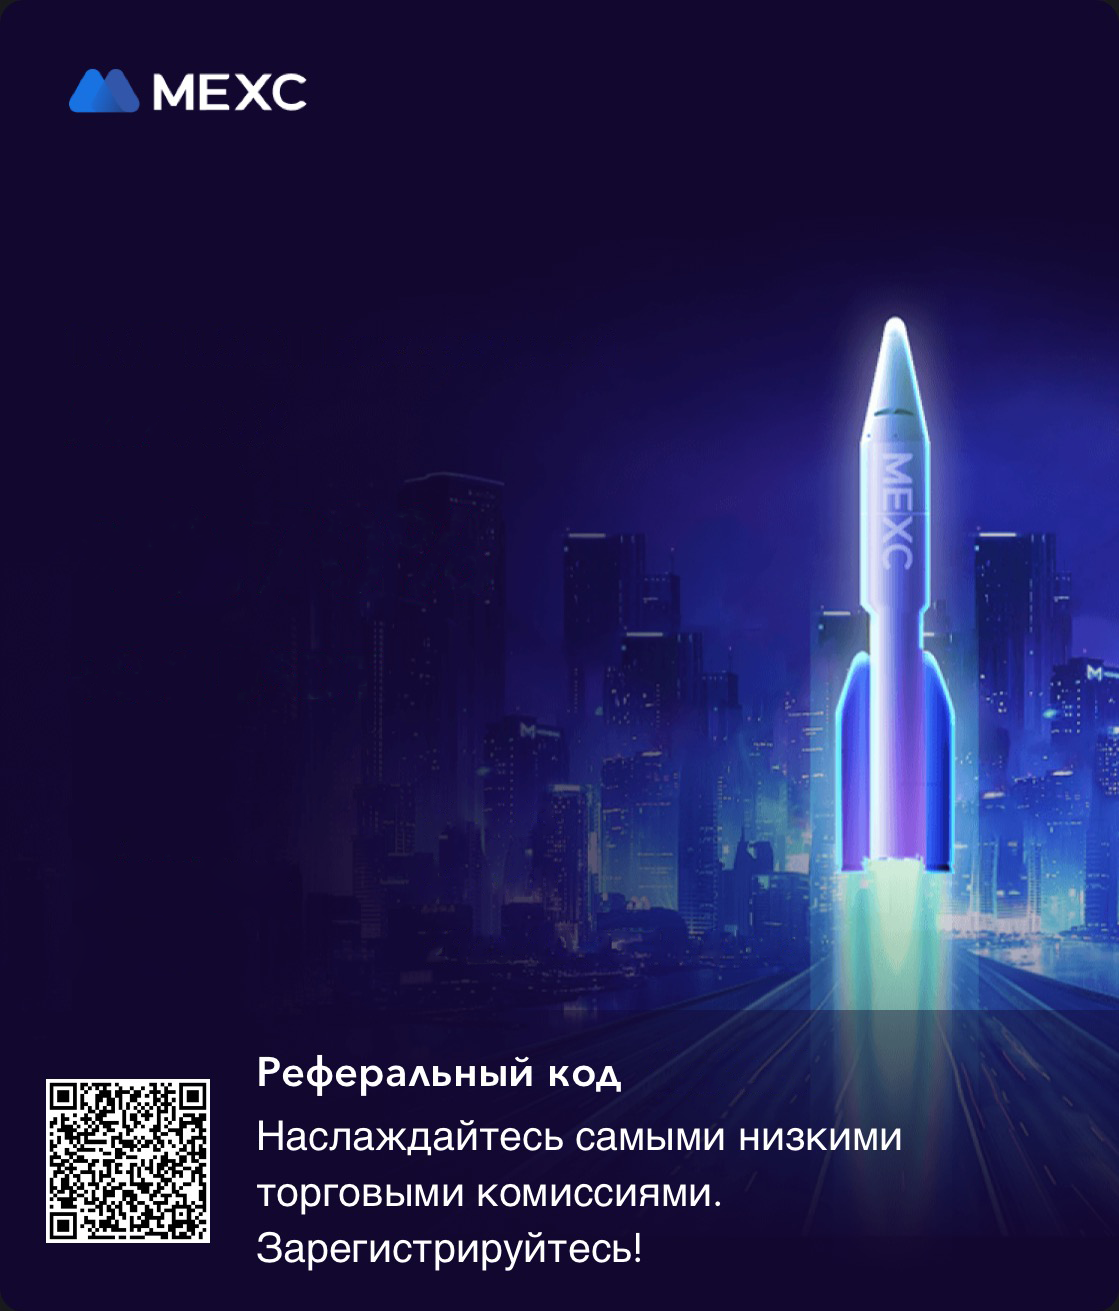 MEXC
MEXC
M
M
Реферальный код
Наслаждайтесь самыми низкими
торговыми комиссиями.
Зарегистрируйтесь!